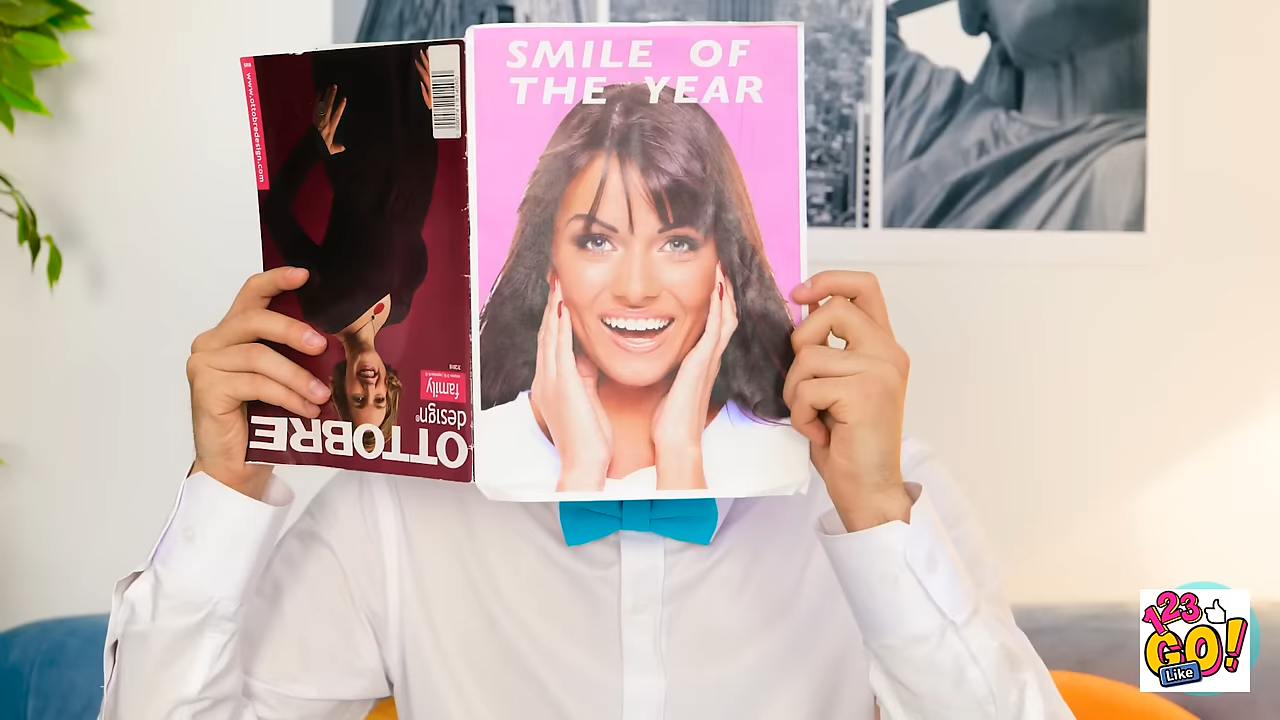 www.ottobredesign.com
SMILE OF
THE YEAR
family
design®
OTTOBRE
123
GO!
Like